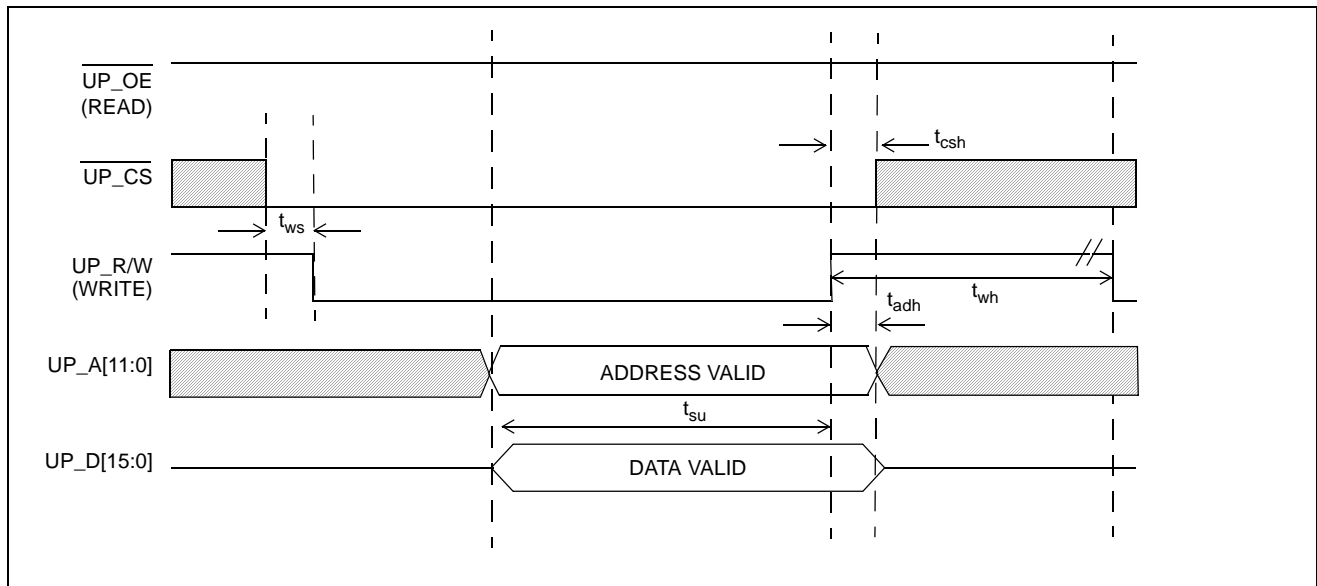 UP_OE
(READ)
t_csh
UP_CS
t_ws
UP_R/W
(WRITE)
t_wh
t_adh
UP_A[11:0]
ADDRESS VALID
t_su
UP_D[15:0]
DATA VALID